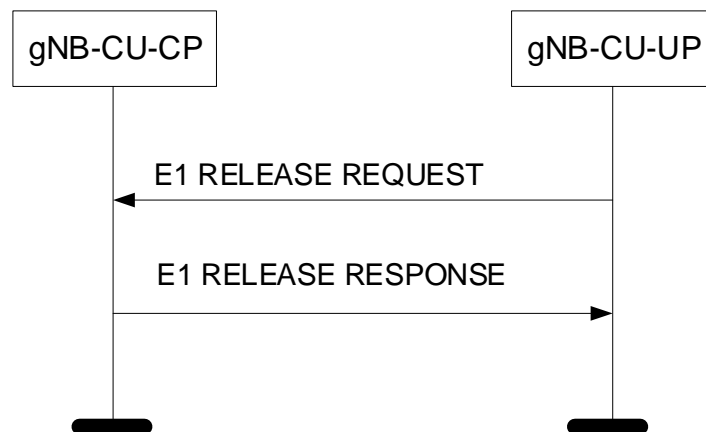 gNB-CU-CP
gNB-CU-UP
E1 RELEASE REQUEST
E1 RELEASE RESPONSE